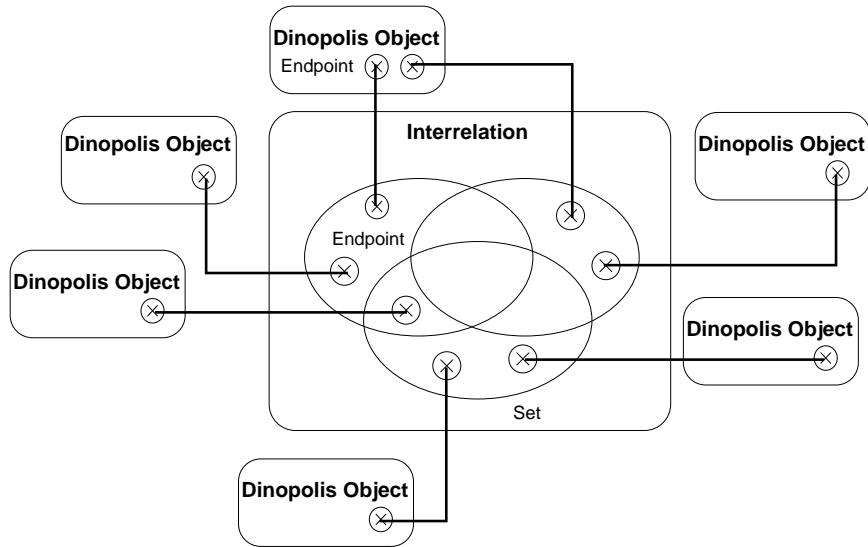 Dinopolis Object
Endpoint
Interrelation
Dinopolis Object
Dinopolis Object
Endpoint
Dinopolis Object
Dinopolis Object
Set
Dinopolis Object